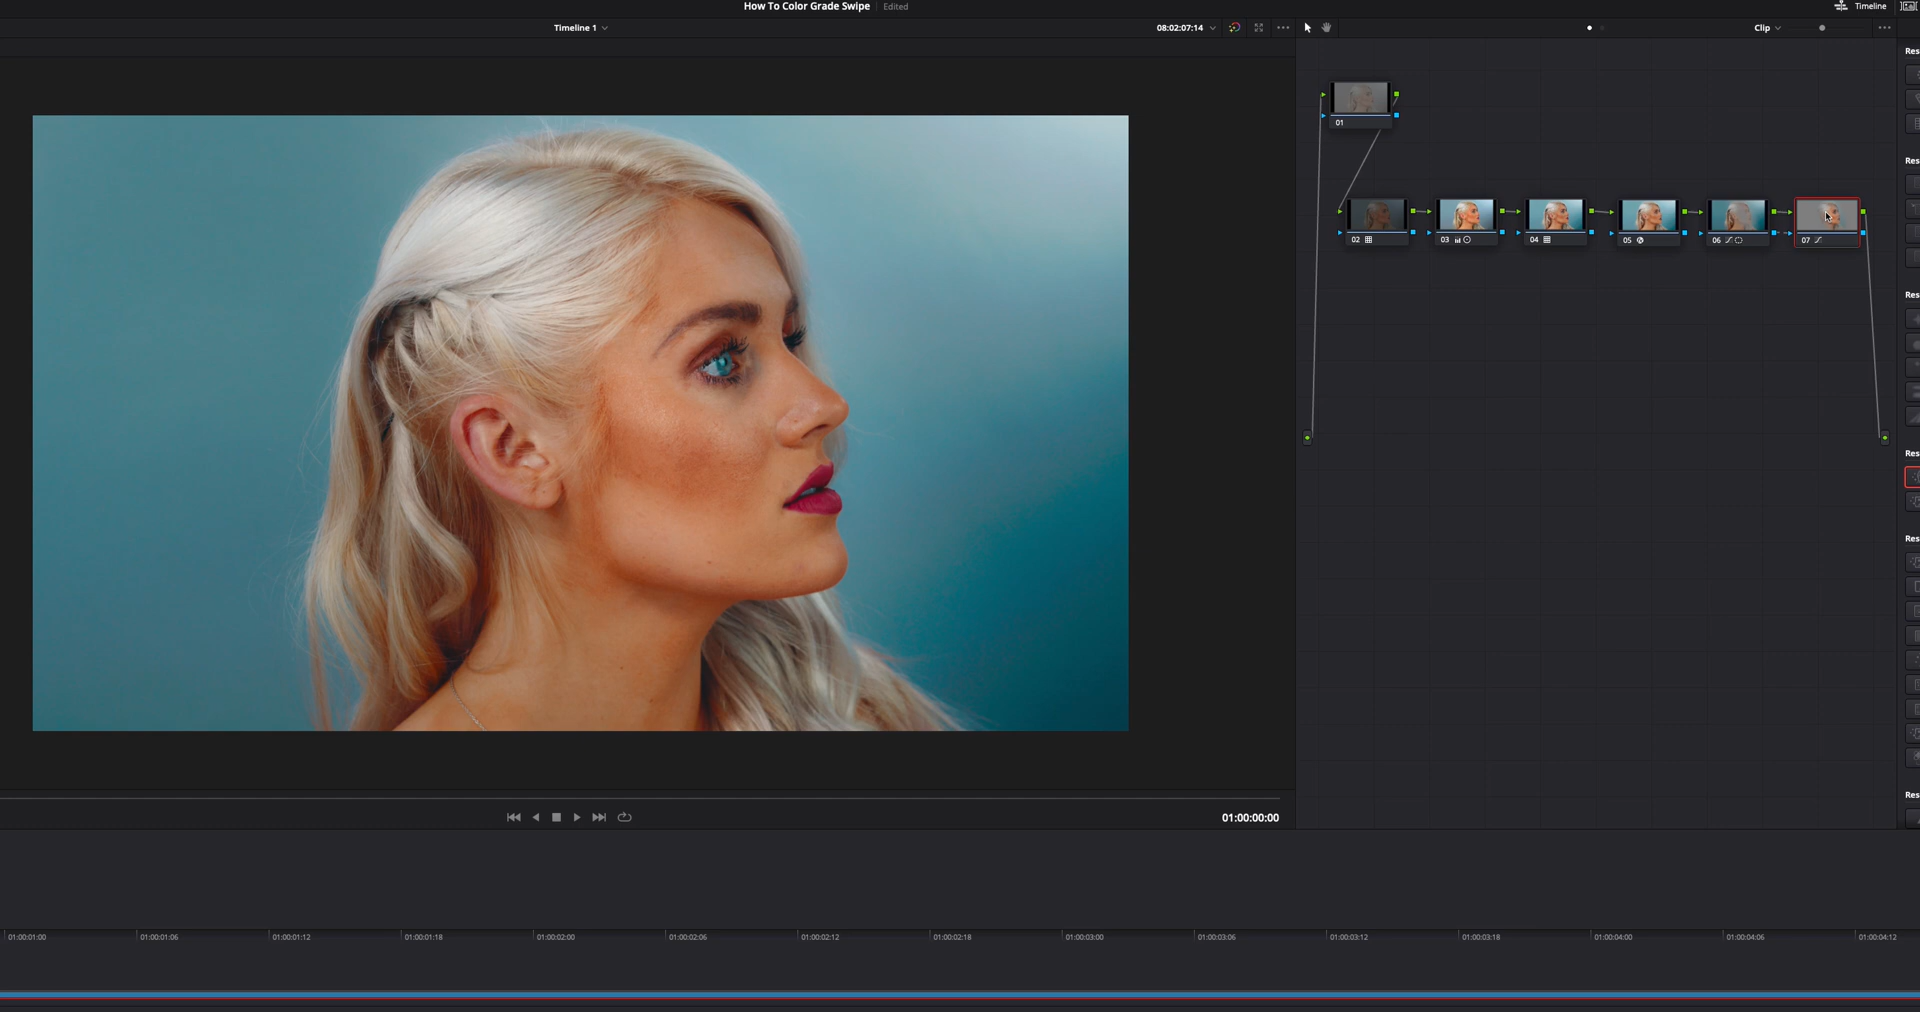 How To Color Grade Swipe Edited
Timeline
Timeline 1
08:02:07:14
Clip
Res
01
Res
02
03
04
05
06
07
Res
Res
Res
Res
01:00:00:00
01:00:01:00
01:00:01:06
01:00:01:12
01:00:01:18
01:00:02:00
01:00:02:06
01:00:02:12
01:00:02:18
01:00:03:00
01:00:03:06
01:00:03:12
01:00:03:18
01:00:04:00
01:00:04:06
01:00:04:12